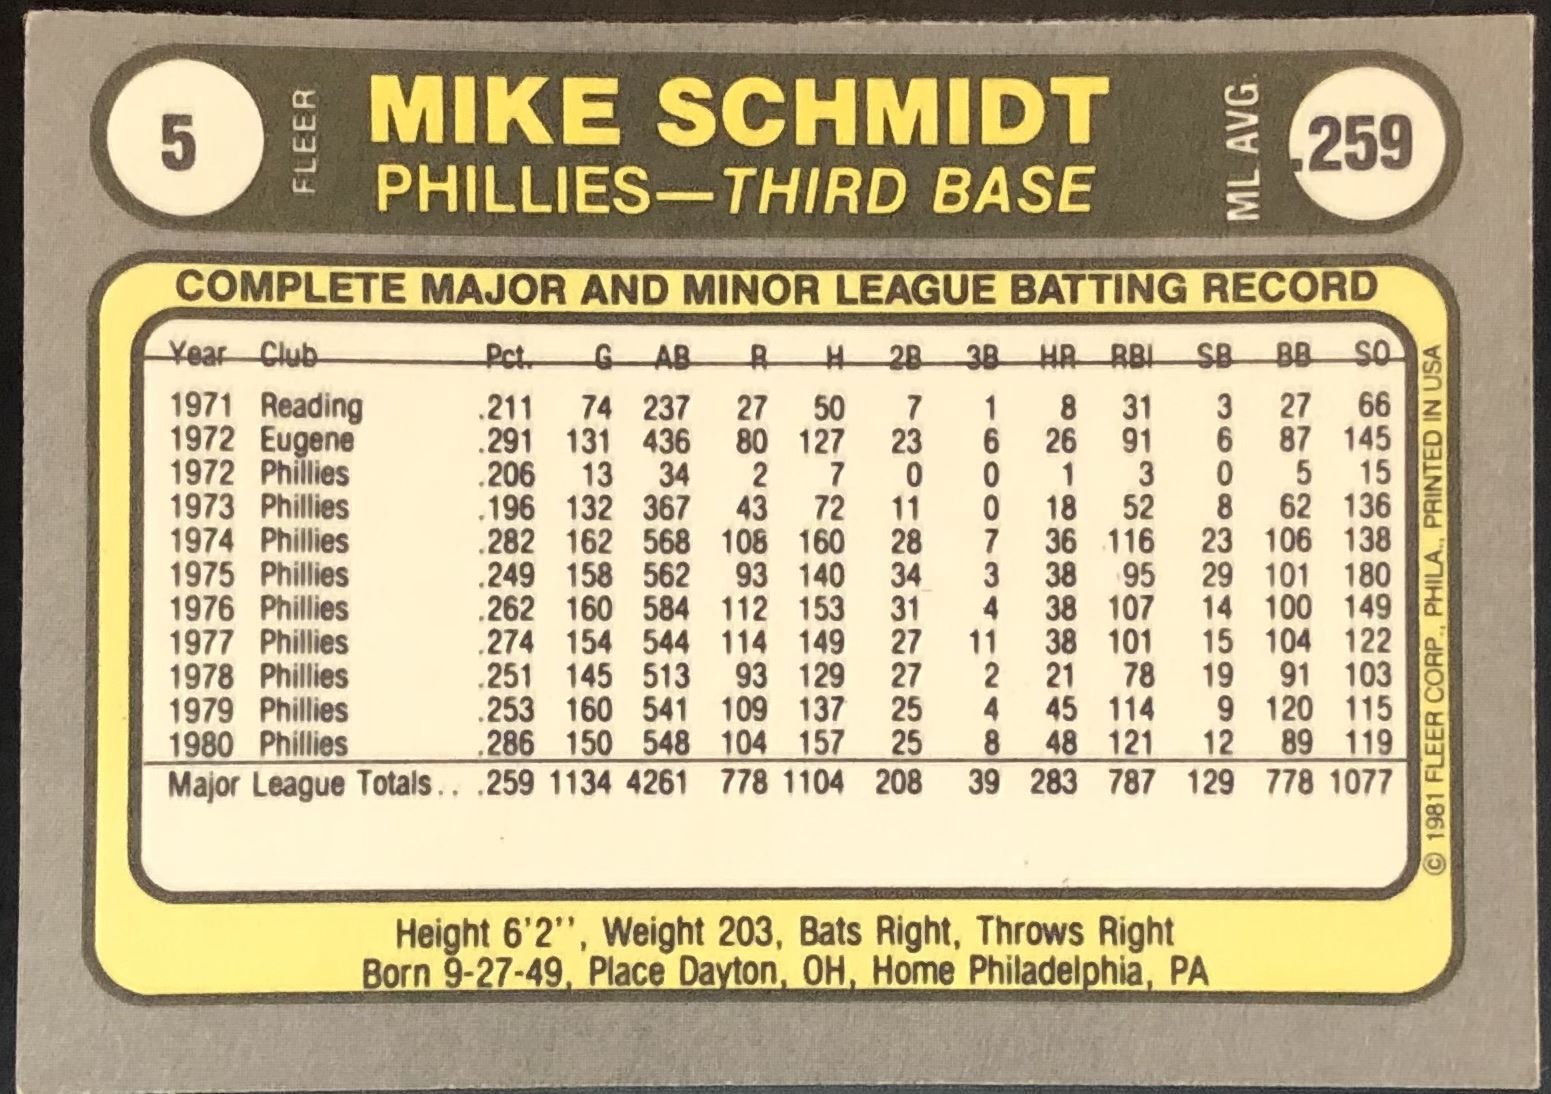 5 FLEER MIKE SCHMIDT ML.AVG. .259
PHILLIES—THIRD BASE
COMPLETE MAJOR AND MINOR LEAGUE BATTING RECORD
Year Club Pct. G AB R H 2B 3B HR RBI SB BB SO
1971 Reading .211 74 237 27 50 7 1 8 31 3 27 66
1972 Eugene .291 131 436 80 127 23 6 26 91 6 87 145
1972 Phillies .206 13 34 2 7 0 0 1 3 0 5 15
1973 Phillies .196 132 367 43 72 11 0 18 52 8 62 136
1974 Phillies .282 162 568 108 160 28 7 36 116 23 106 138
1975 Phillies .249 158 562 93 140 34 3 38 95 29 101 180
1976 Phillies .262 160 584 112 153 31 4 38 107 14 100 149
1977 Phillies .274 154 544 114 149 27 11 38 101 15 104 122
1978 Phillies .251 145 513 93 129 27 2 21 78 19 91 103
1979 Phillies .253 160 541 109 137 25 4 45 114 9 120 115
1980 Phillies .286 150 548 104 157 25 8 48 121 12 89 119
Major League Totals.. .259 1134 4261 778 1104 208 39 283 787 129 778 1077
© 1981 FLEER CORP., PHILA., PRINTED IN USA
Height 6'2'', Weight 203, Bats Right, Throws Right
Born 9-27-49, Place Dayton, OH, Home Philadelphia, PA